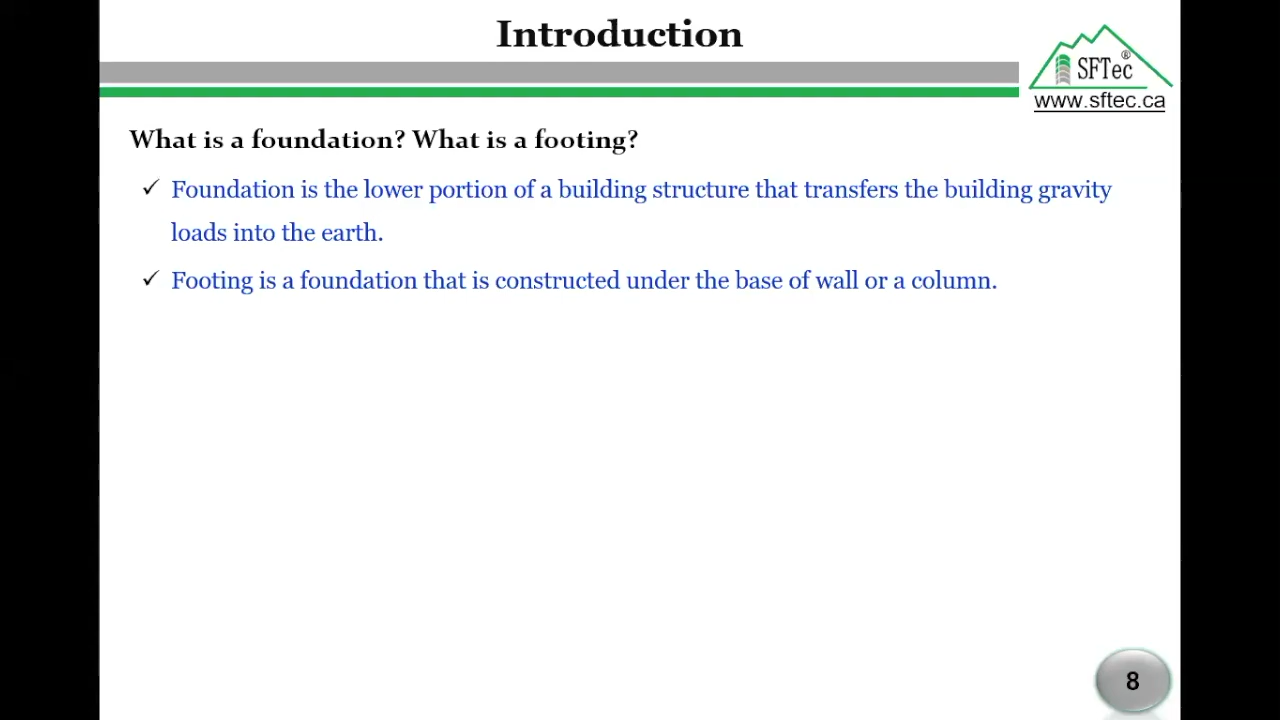 Introduction
SFTec®
www.sftec.ca
What is a foundation? What is a footing?
✓ Foundation is the lower portion of a building structure that transfers the building gravity
loads into the earth.
✓ Footing is a foundation that is constructed under the base of wall or a column.
8